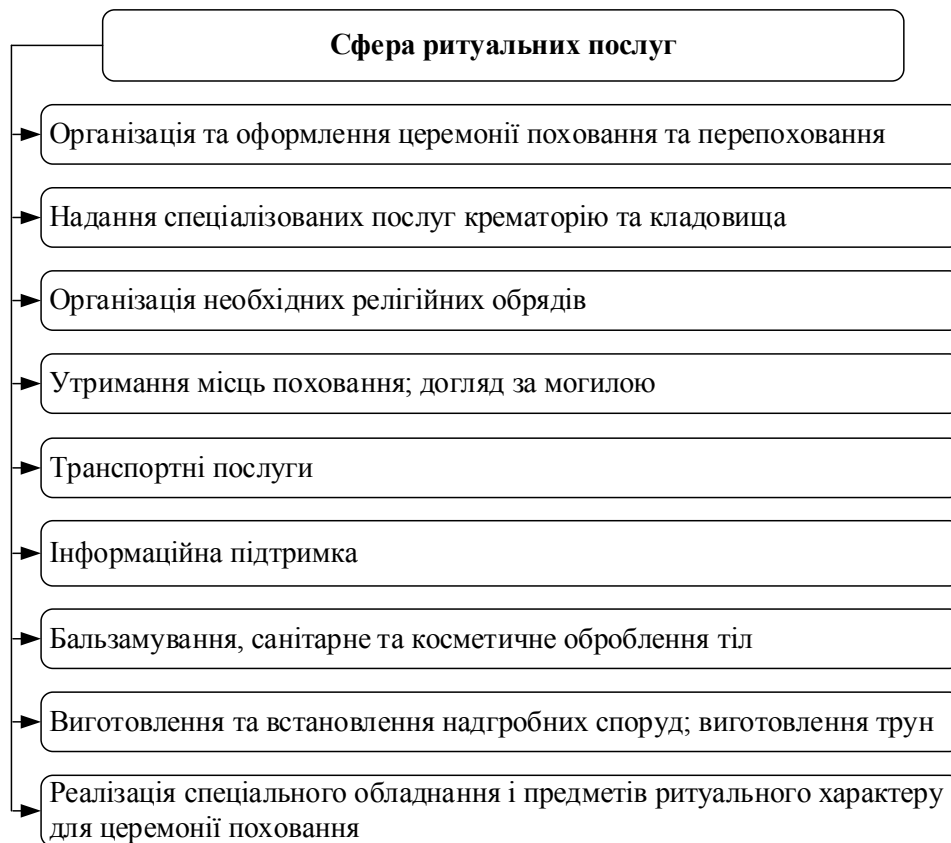 Сфера ритуальних послуг
Організація та оформлення церемонії поховання та перепоховання
Надання спеціалізованих послуг крематорію та кладовища
Організація необхідних релігійних обрядів
Утримання місць поховання; догляд за могилою
Транспортні послуги
Інформаційна підтримка
Бальзамування, санітарне та косметичне оброблення тіл
Виготовлення та встановлення надгробних споруд; виготовлення трун
Реалізація спеціального обладнання і предметів ритуального характеру
для церемонії поховання